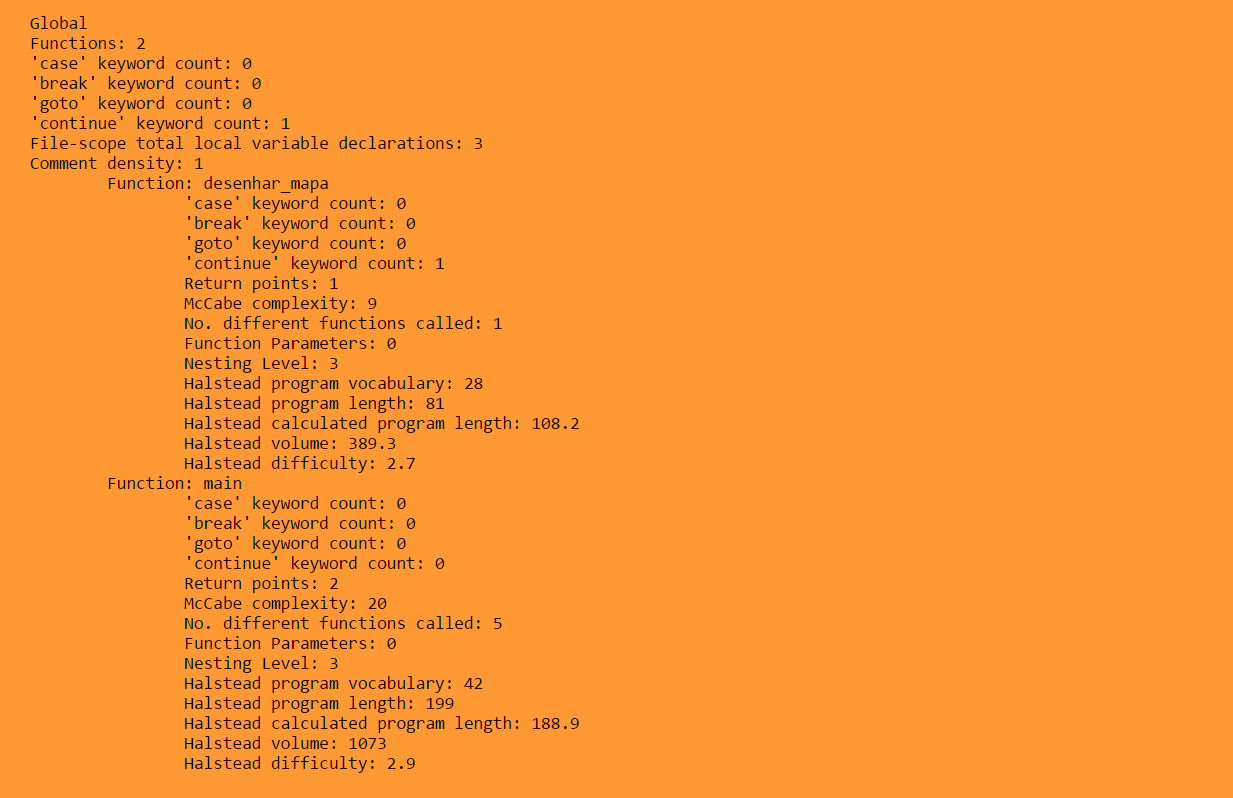 Global
Functions: 2
'case' keyword count: 0
'break' keyword count: 0
'goto' keyword count: 0
'continue' keyword count: 1
File-scope total local variable declarations: 3
Comment density: 1
Function: desenhar_mapa
'case' keyword count: 0
'break' keyword count: 0
'goto' keyword count: 0
'continue' keyword count: 1
Return points: 1
McCabe complexity: 9
No. different functions called: 1
Function Parameters: 0
Nesting Level: 3
Halstead program vocabulary: 28
Halstead program length: 81
Halstead calculated program length: 108.2
Halstead volume: 389.3
Halstead difficulty: 2.7
Function: main
'case' keyword count: 0
'break' keyword count: 0
'goto' keyword count: 0
'continue' keyword count: 0
Return points: 2
McCabe complexity: 20
No. different functions called: 5
Function Parameters: 0
Nesting Level: 3
Halstead program vocabulary: 42
Halstead program length: 199
Halstead calculated program length: 188.9
Halstead volume: 1073
Halstead difficulty: 2.9